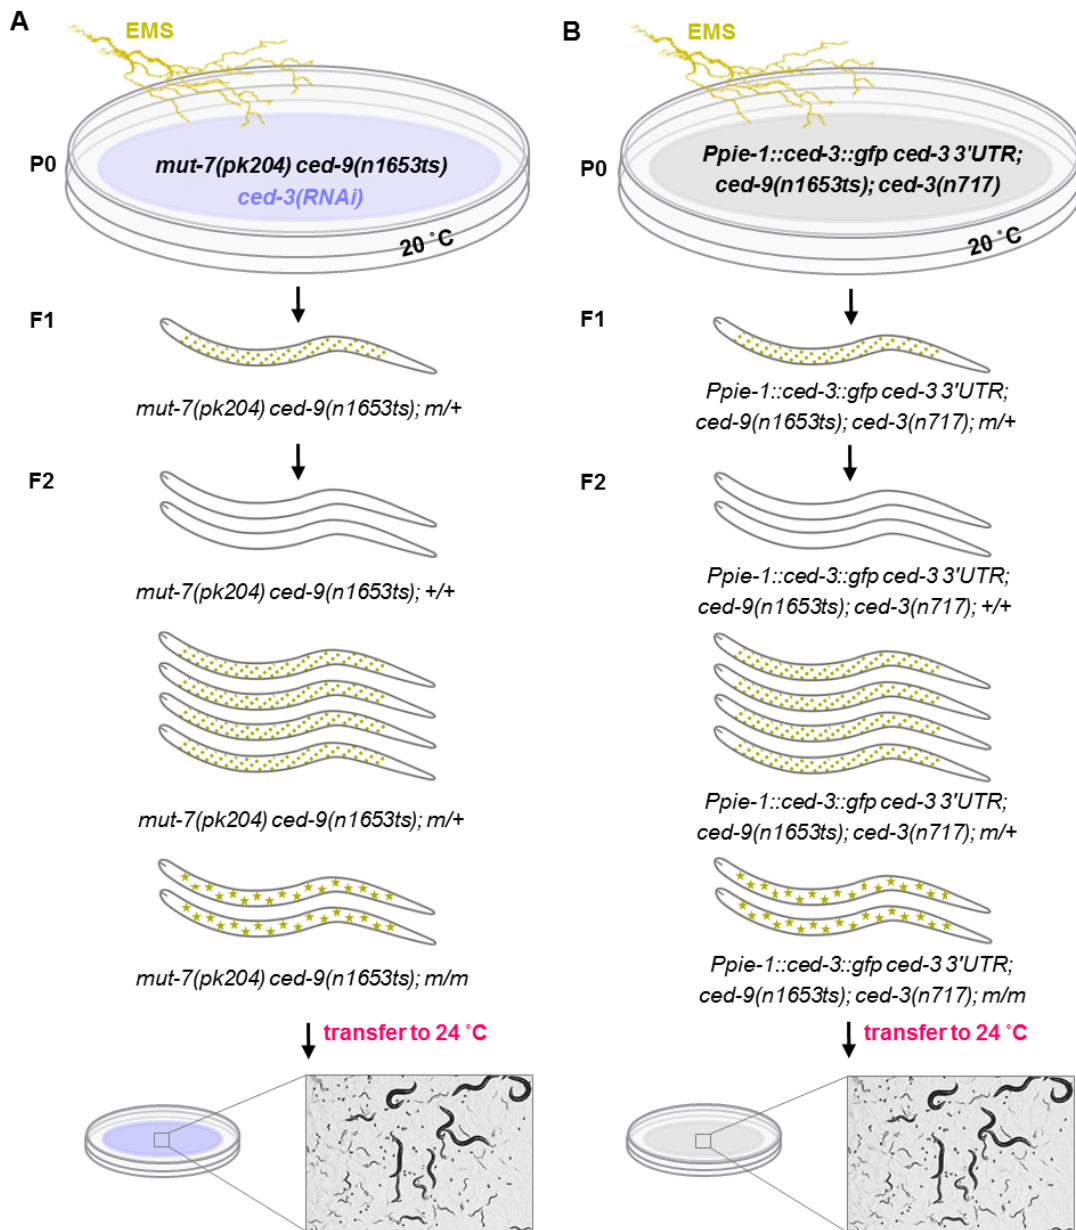 A
EMS
P0
mut-7(pk204) ced-9(n1653ts)
ced-3(RNAi)
20 ˚C
F1
mut-7(pk204) ced-9(n1653ts); m/+
F2
mut-7(pk204) ced-9(n1653ts); +/+
mut-7(pk204) ced-9(n1653ts); m/+
mut-7(pk204) ced-9(n1653ts); m/m
transfer to 24 ˚C
B
EMS
P0
Ppie-1::ced-3::gfp ced-3 3'UTR;
ced-9(n1653ts); ced-3(n717)
20 ˚C
F1
Ppie-1::ced-3::gfp ced-3 3'UTR;
ced-9(n1653ts); ced-3(n717); m/+
F2
Ppie-1::ced-3::gfp ced-3 3'UTR;
ced-9(n1653ts); ced-3(n717); +/+
Ppie-1::ced-3::gfp ced-3 3'UTR;
ced-9(n1653ts); ced-3(n717); m/+
Ppie-1::ced-3::gfp ced-3 3'UTR;
ced-9(n1653ts); ced-3(n717); m/m
transfer to 24 ˚C